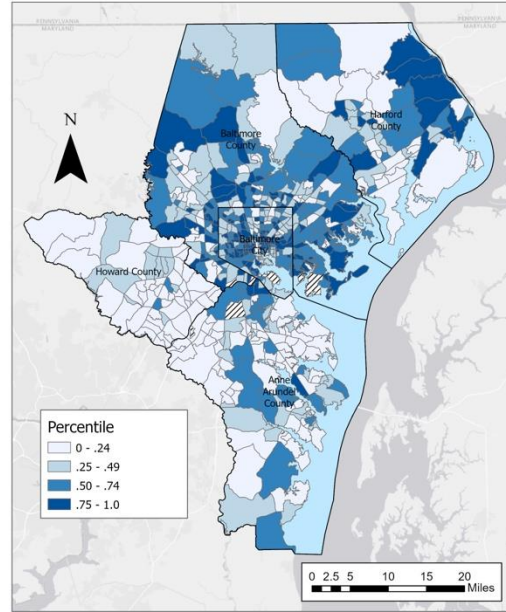 PENNSYLVANIA
MARYLAND
PENNSYLVANIA
MARYLAND
N
Harford
County
Baltimore
County
Baltimore
City
Howard County
Anne
Arundel
County
Percentile
0 - .24
.25 - .49
.50 - .74
.75 - 1.0
0 2.5 5 10 15 20
Miles